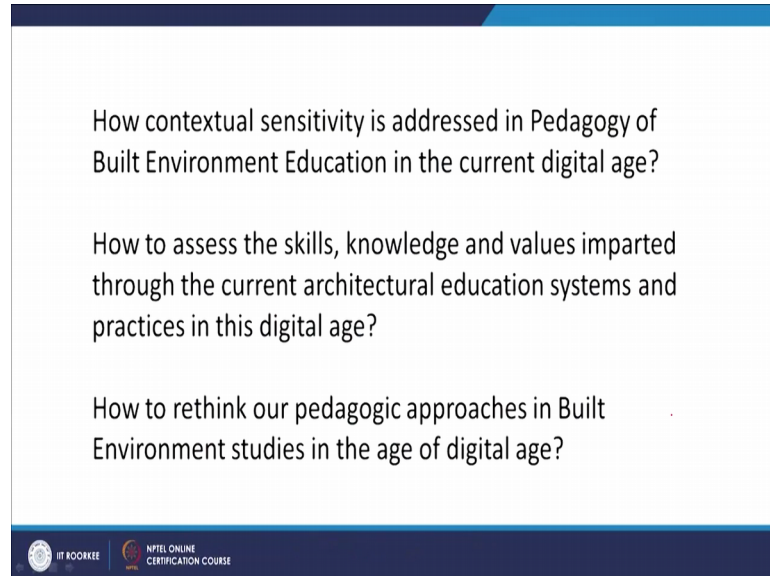 How contextual sensitivity is addressed in Pedagogy of
Built Environment Education in the current digital age?
How to assess the skills, knowledge and values imparted
through the current architectural education systems and
practices in this digital age?
How to rethink our pedagogic approaches in Built
Environment studies in the age of digital age?
IIT ROORKEE
NPTEL ONLINE
CERTIFICATION COURSE